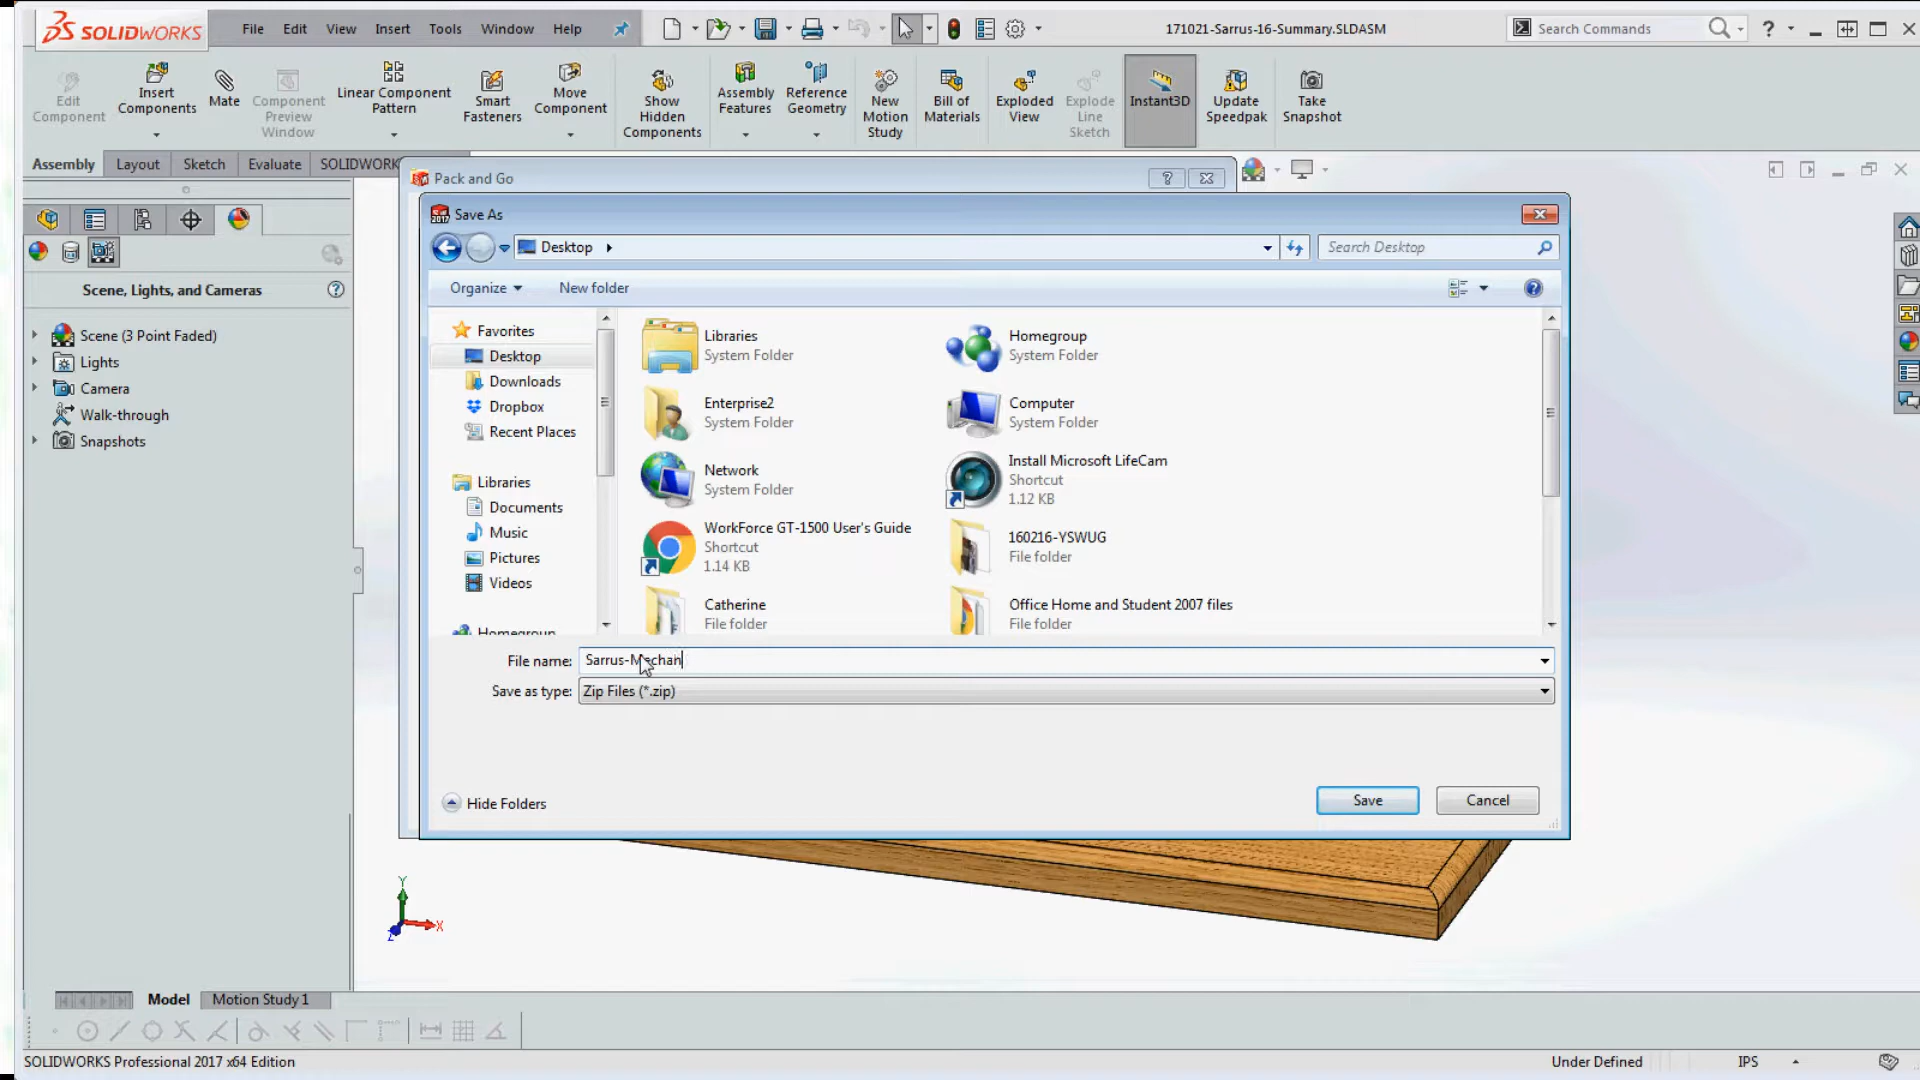 SOLIDWORKS
File Edit View Insert Tools Window Help
171021-Sarrus-16-Summary.SLDASM
Search Commands
Edit Component
Insert Components
Mate
Component Preview Window
Linear Component Pattern
Smart Fasteners
Move Component
Show Hidden Components
Assembly Features
Reference Geometry
New Motion Study
Bill of Materials
Exploded View
Explode Line Sketch
Instant3D
Update Speedpak
Take Snapshot
Assembly Layout Sketch Evaluate SOLIDWORK
Pack and Go
Save As
2017
Desktop
Search Desktop
Organize New folder
Scene, Lights, and Cameras
Scene (3 Point Faded)
Lights
Camera
Walk-through
Snapshots
Favorites
Desktop
Downloads
Dropbox
Recent Places
Libraries
Documents
Music
Pictures
Videos
Homegroup
Libraries
System Folder
Homegroup
System Folder
Enterprise2
System Folder
Computer
System Folder
Network
System Folder
Install Microsoft LifeCam
Shortcut
1.12 KB
WorkForce GT-1500 User's Guide
Shortcut
1.14 KB
160216-YSWUG
File folder
Catherine
File folder
Office Home and Student 2007 files
File folder
File name: Sarrus-Mechan
Save as type: Zip Files (*.zip)
Hide Folders
Save
Cancel
Y
X
Z
Model Motion Study 1
SOLIDWORKS Professional 2017 x64 Edition
Under Defined
IPS